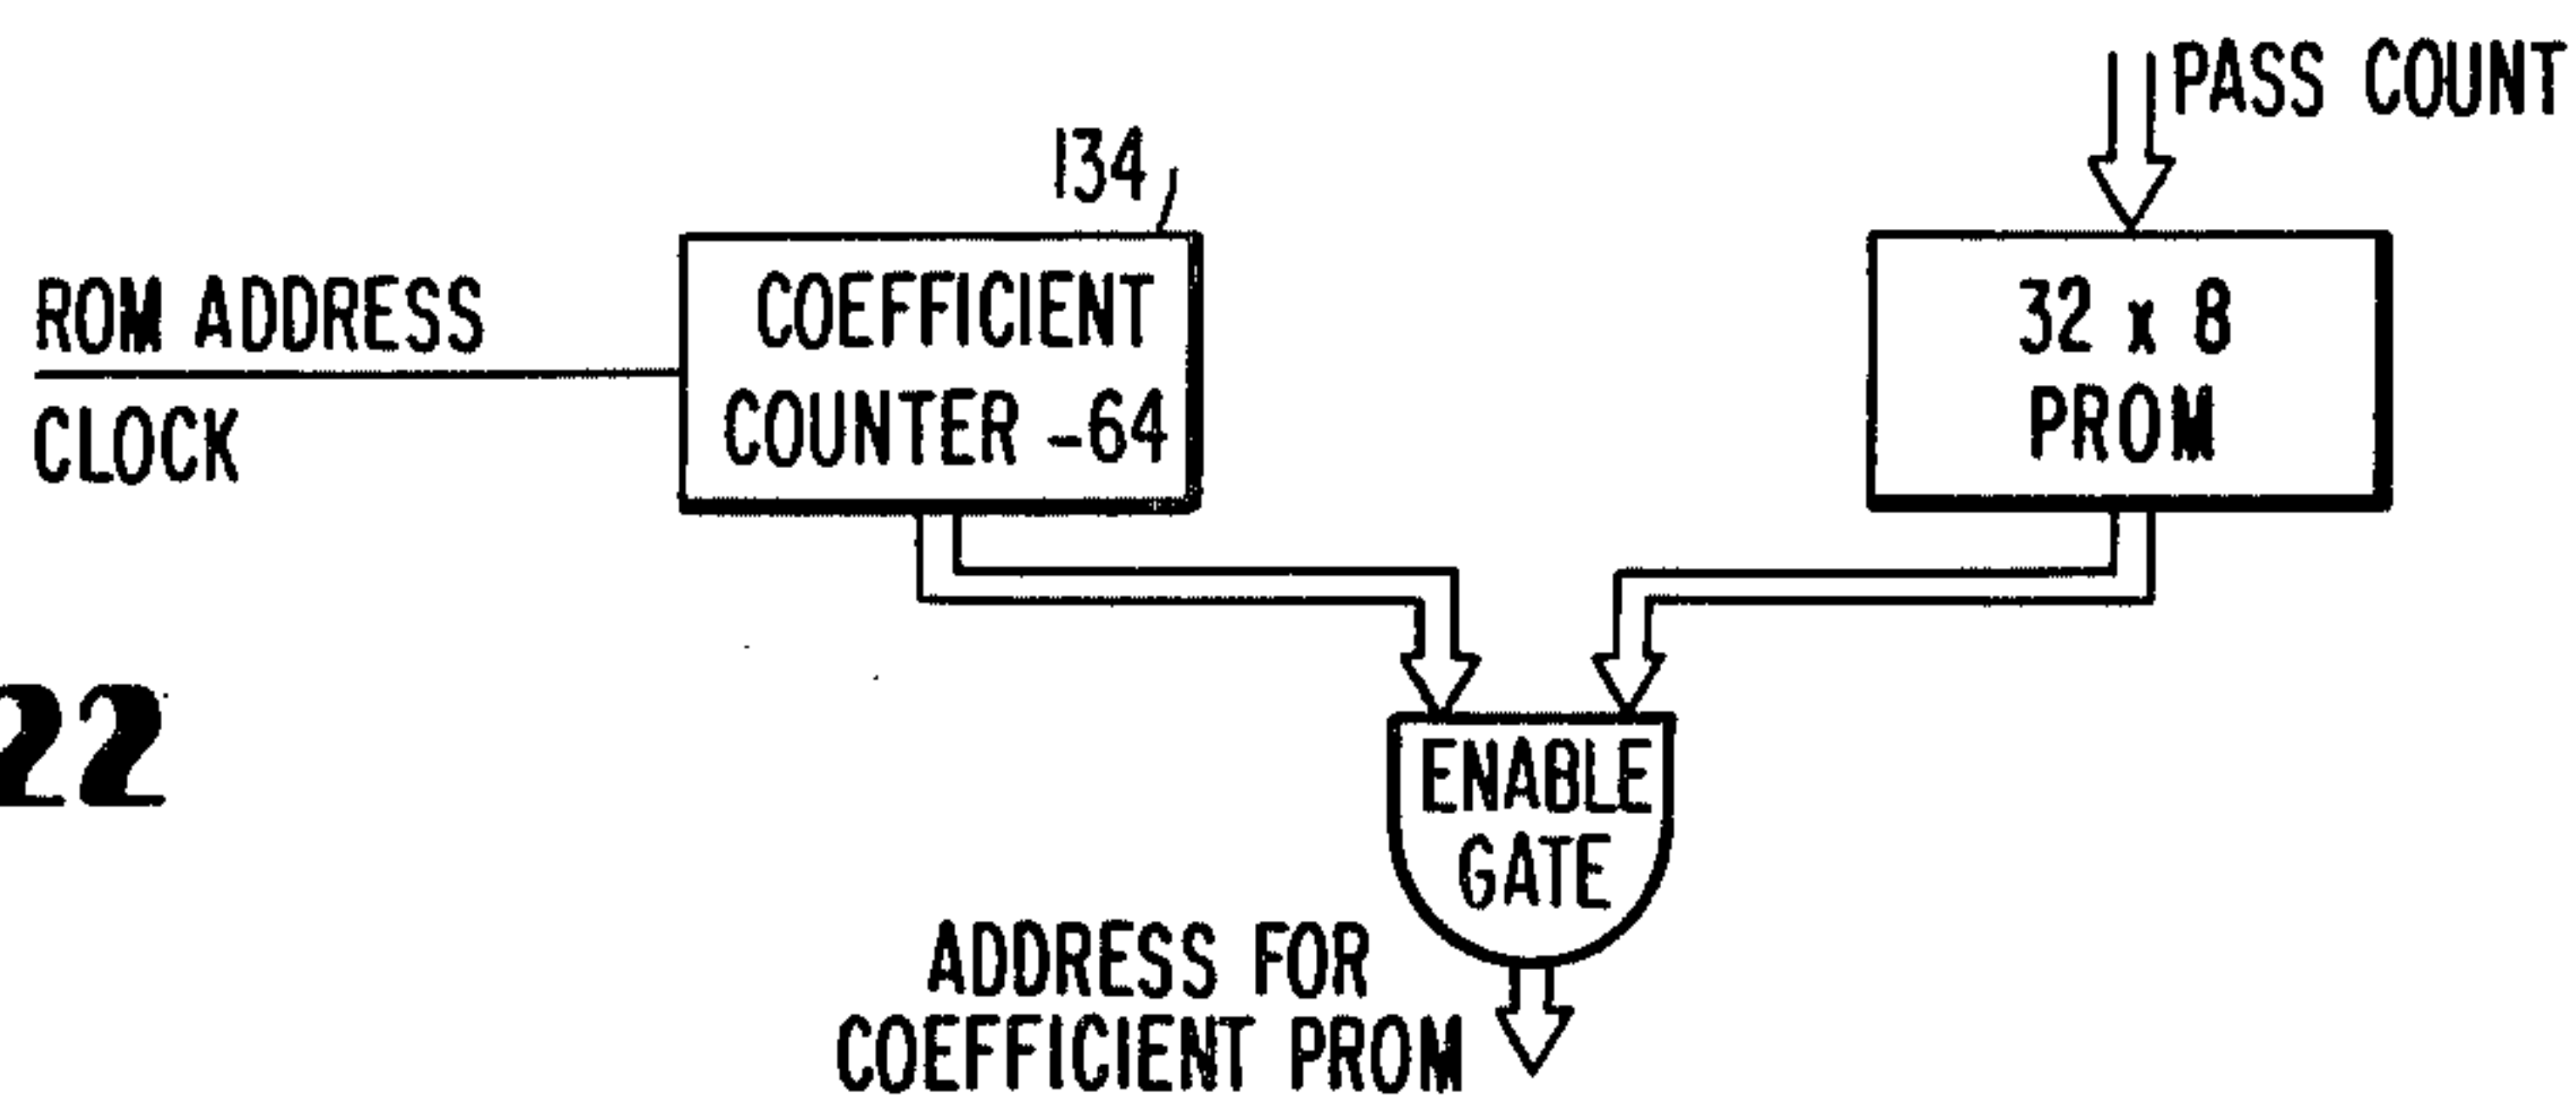 PASS COUNT
134
ROM ADDRESS
CLOCK
COEFFICIENT
COUNTER -64
32 x 8
PROM
22
ENABLE
GATE
ADDRESS FOR
COEFFICIENT PROM